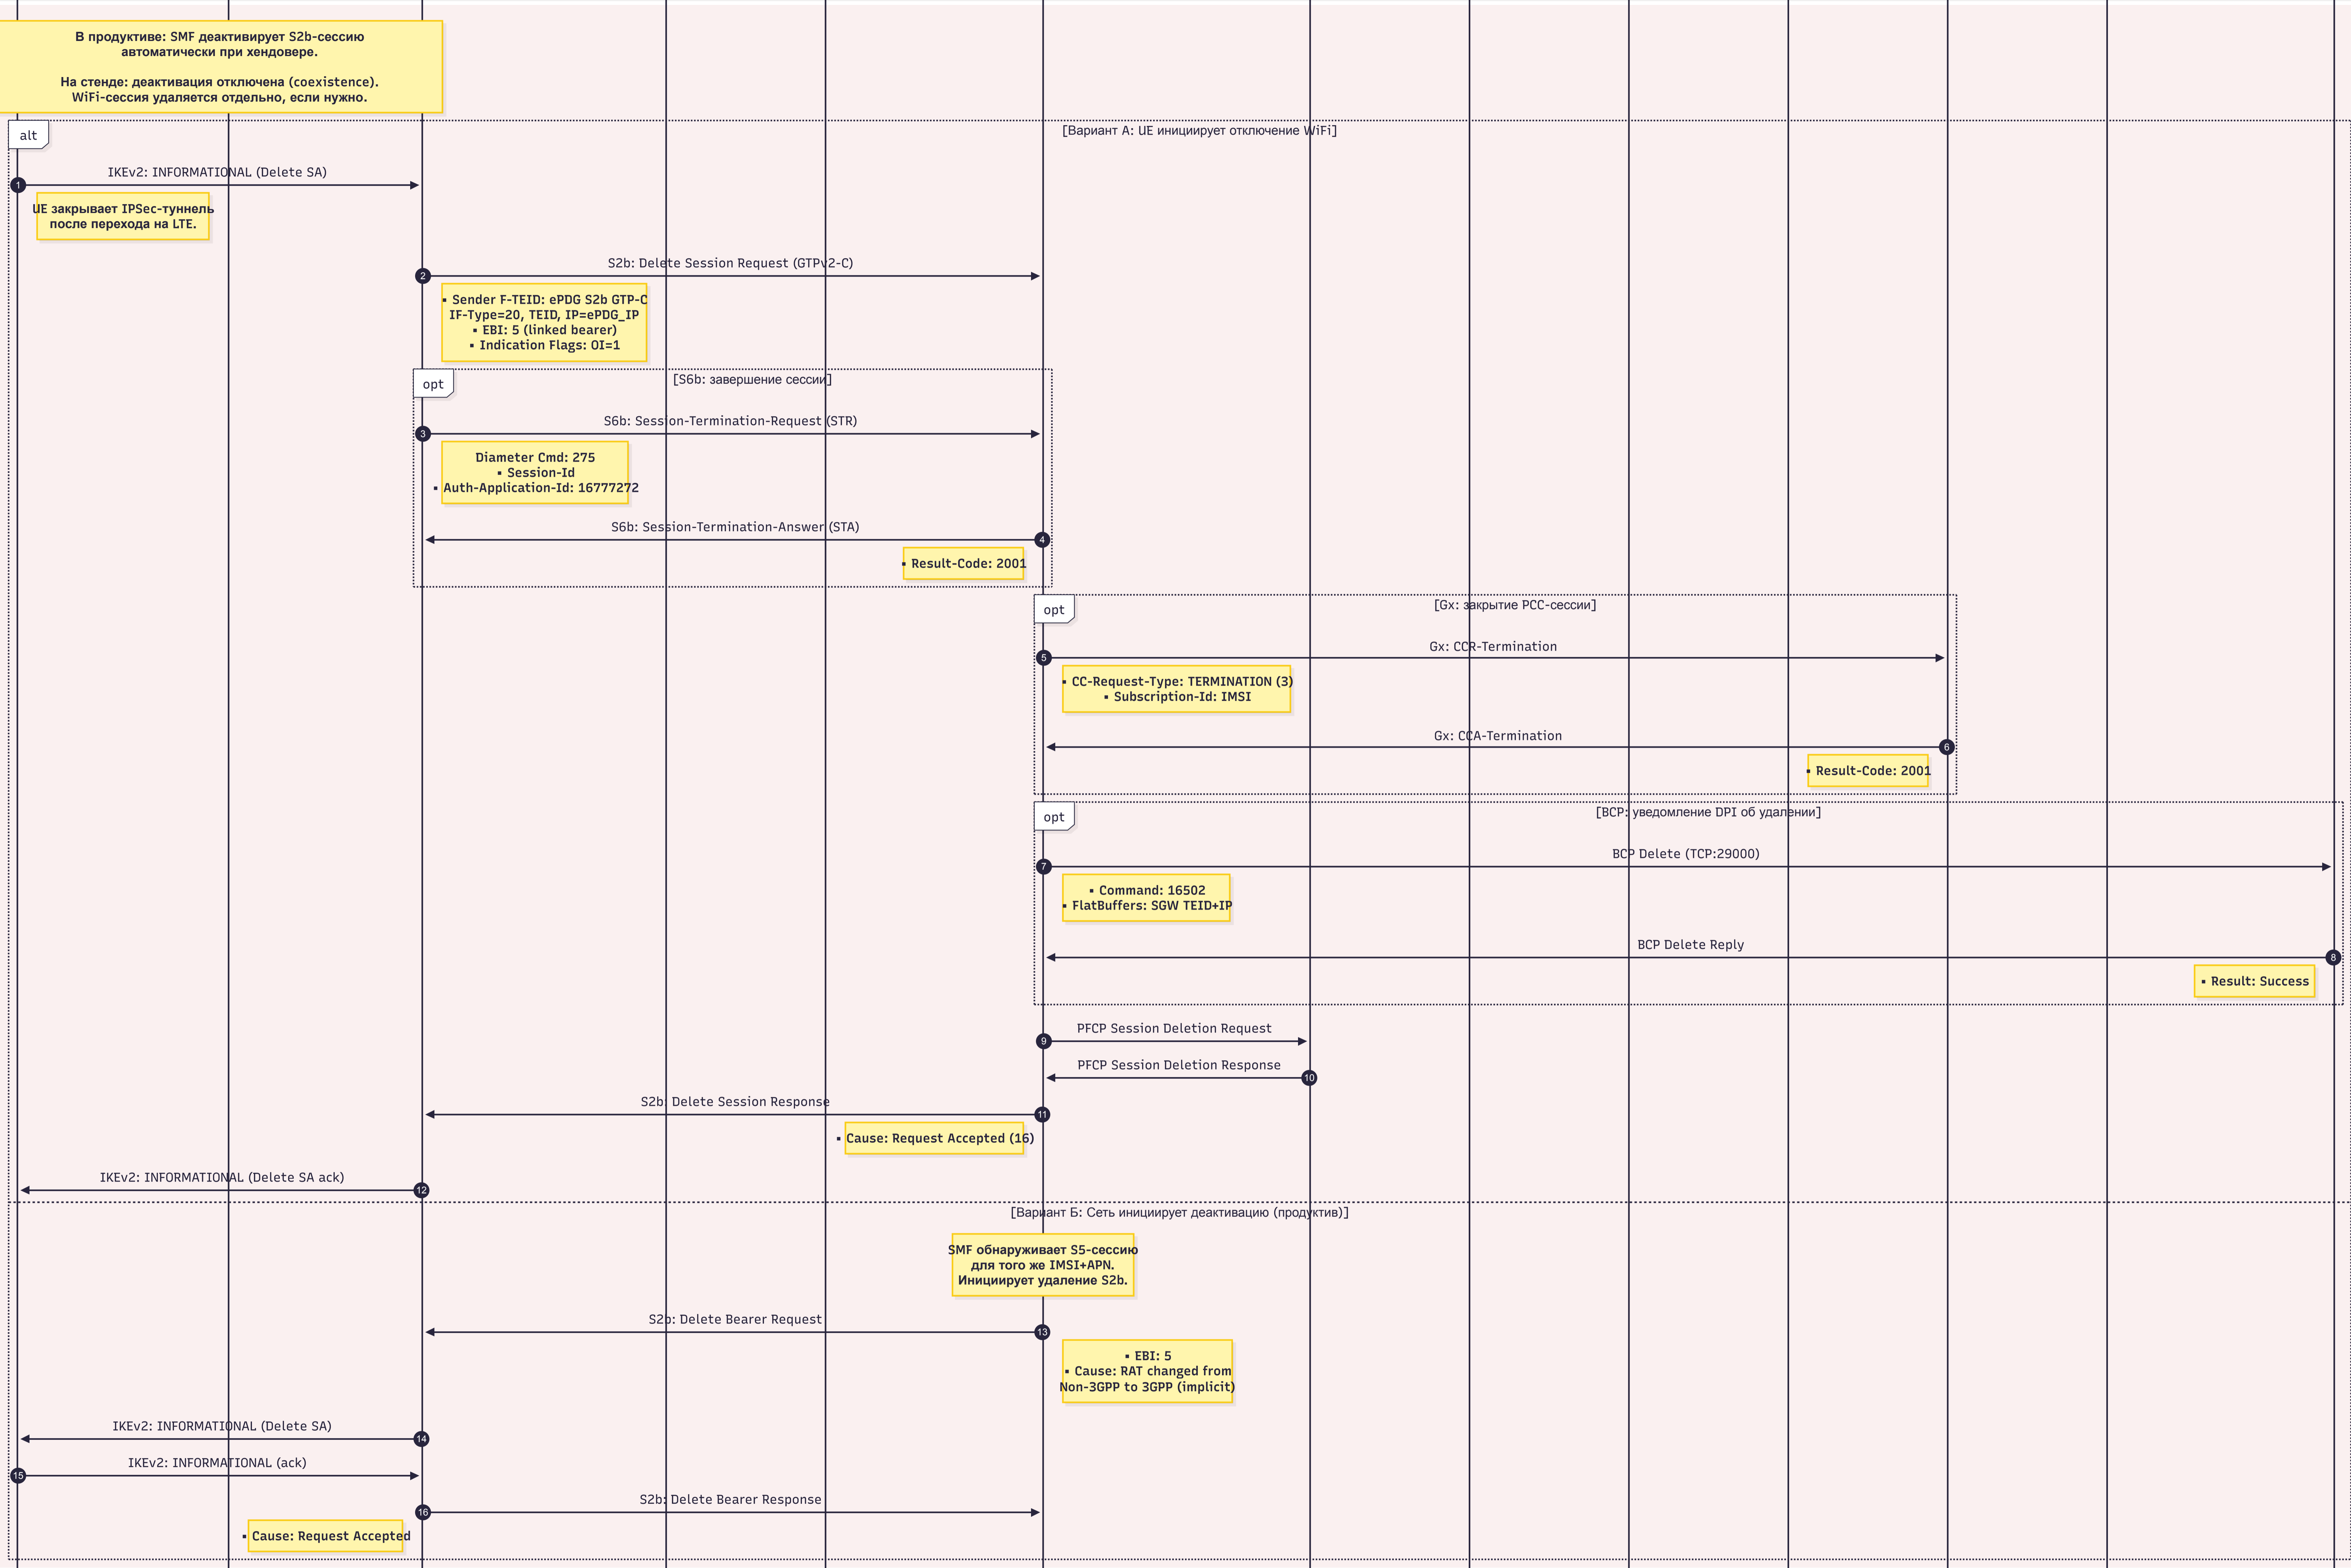 В продуктиве: SMF деактивирует S2b-сессию
автоматически при хендовере.
На стенде: деактивация отключена (coexistence).
WiFi-сессия удаляется отдельно, если нужно.
alt
[Вариант А: UE инициирует отключение WiFi]
IKEv2: INFORMATIONAL (Delete SA)
1
UE закрывает IPSec-туннель
после перехода на LTE.
S2b: Delete Session Request (GTPv2-C)
2
▪ Sender F-TEID: ePDG S2b GTP-C
IF-Type=20, TEID, IP=ePDG_IP
▪ EBI: 5 (linked bearer)
▪ Indication Flags: OI=1
opt
[S6b: завершение сессии]
S6b: Session-Termination-Request (STR)
3
Diameter Cmd: 275
▪ Session-Id
▪ Auth-Application-Id: 16777272
S6b: Session-Termination-Answer (STA)
4
▪ Result-Code: 2001
opt
[Gx: закрытие PCC-сессии]
Gx: CCR-Termination
5
▪ CC-Request-Type: TERMINATION (3)
▪ Subscription-Id: IMSI
Gx: CCA-Termination
6
▪ Result-Code: 2001
opt
[BCP: уведомление DPI об удалении]
BCP Delete (TCP:29000)
7
▪ Command: 16502
▪ FlatBuffers: SGW TEID+IP
BCP Delete Reply
8
▪ Result: Success
PFCP Session Deletion Request
9
PFCP Session Deletion Response
10
S2b: Delete Session Response
11
▪ Cause: Request Accepted (16)
IKEv2: INFORMATIONAL (Delete SA ack)
12
[Вариант Б: Сеть инициирует деактивацию (продуктив)]
SMF обнаруживает S5-сессию
для того же IMSI+APN.
Инициирует удаление S2b.
S2b: Delete Bearer Request
13
▪ EBI: 5
▪ Cause: RAT changed from
Non-3GPP to 3GPP (implicit)
IKEv2: INFORMATIONAL (Delete SA)
14
IKEv2: INFORMATIONAL (ack)
15
S2b: Delete Bearer Response
16
▪ Cause: Request Accepted